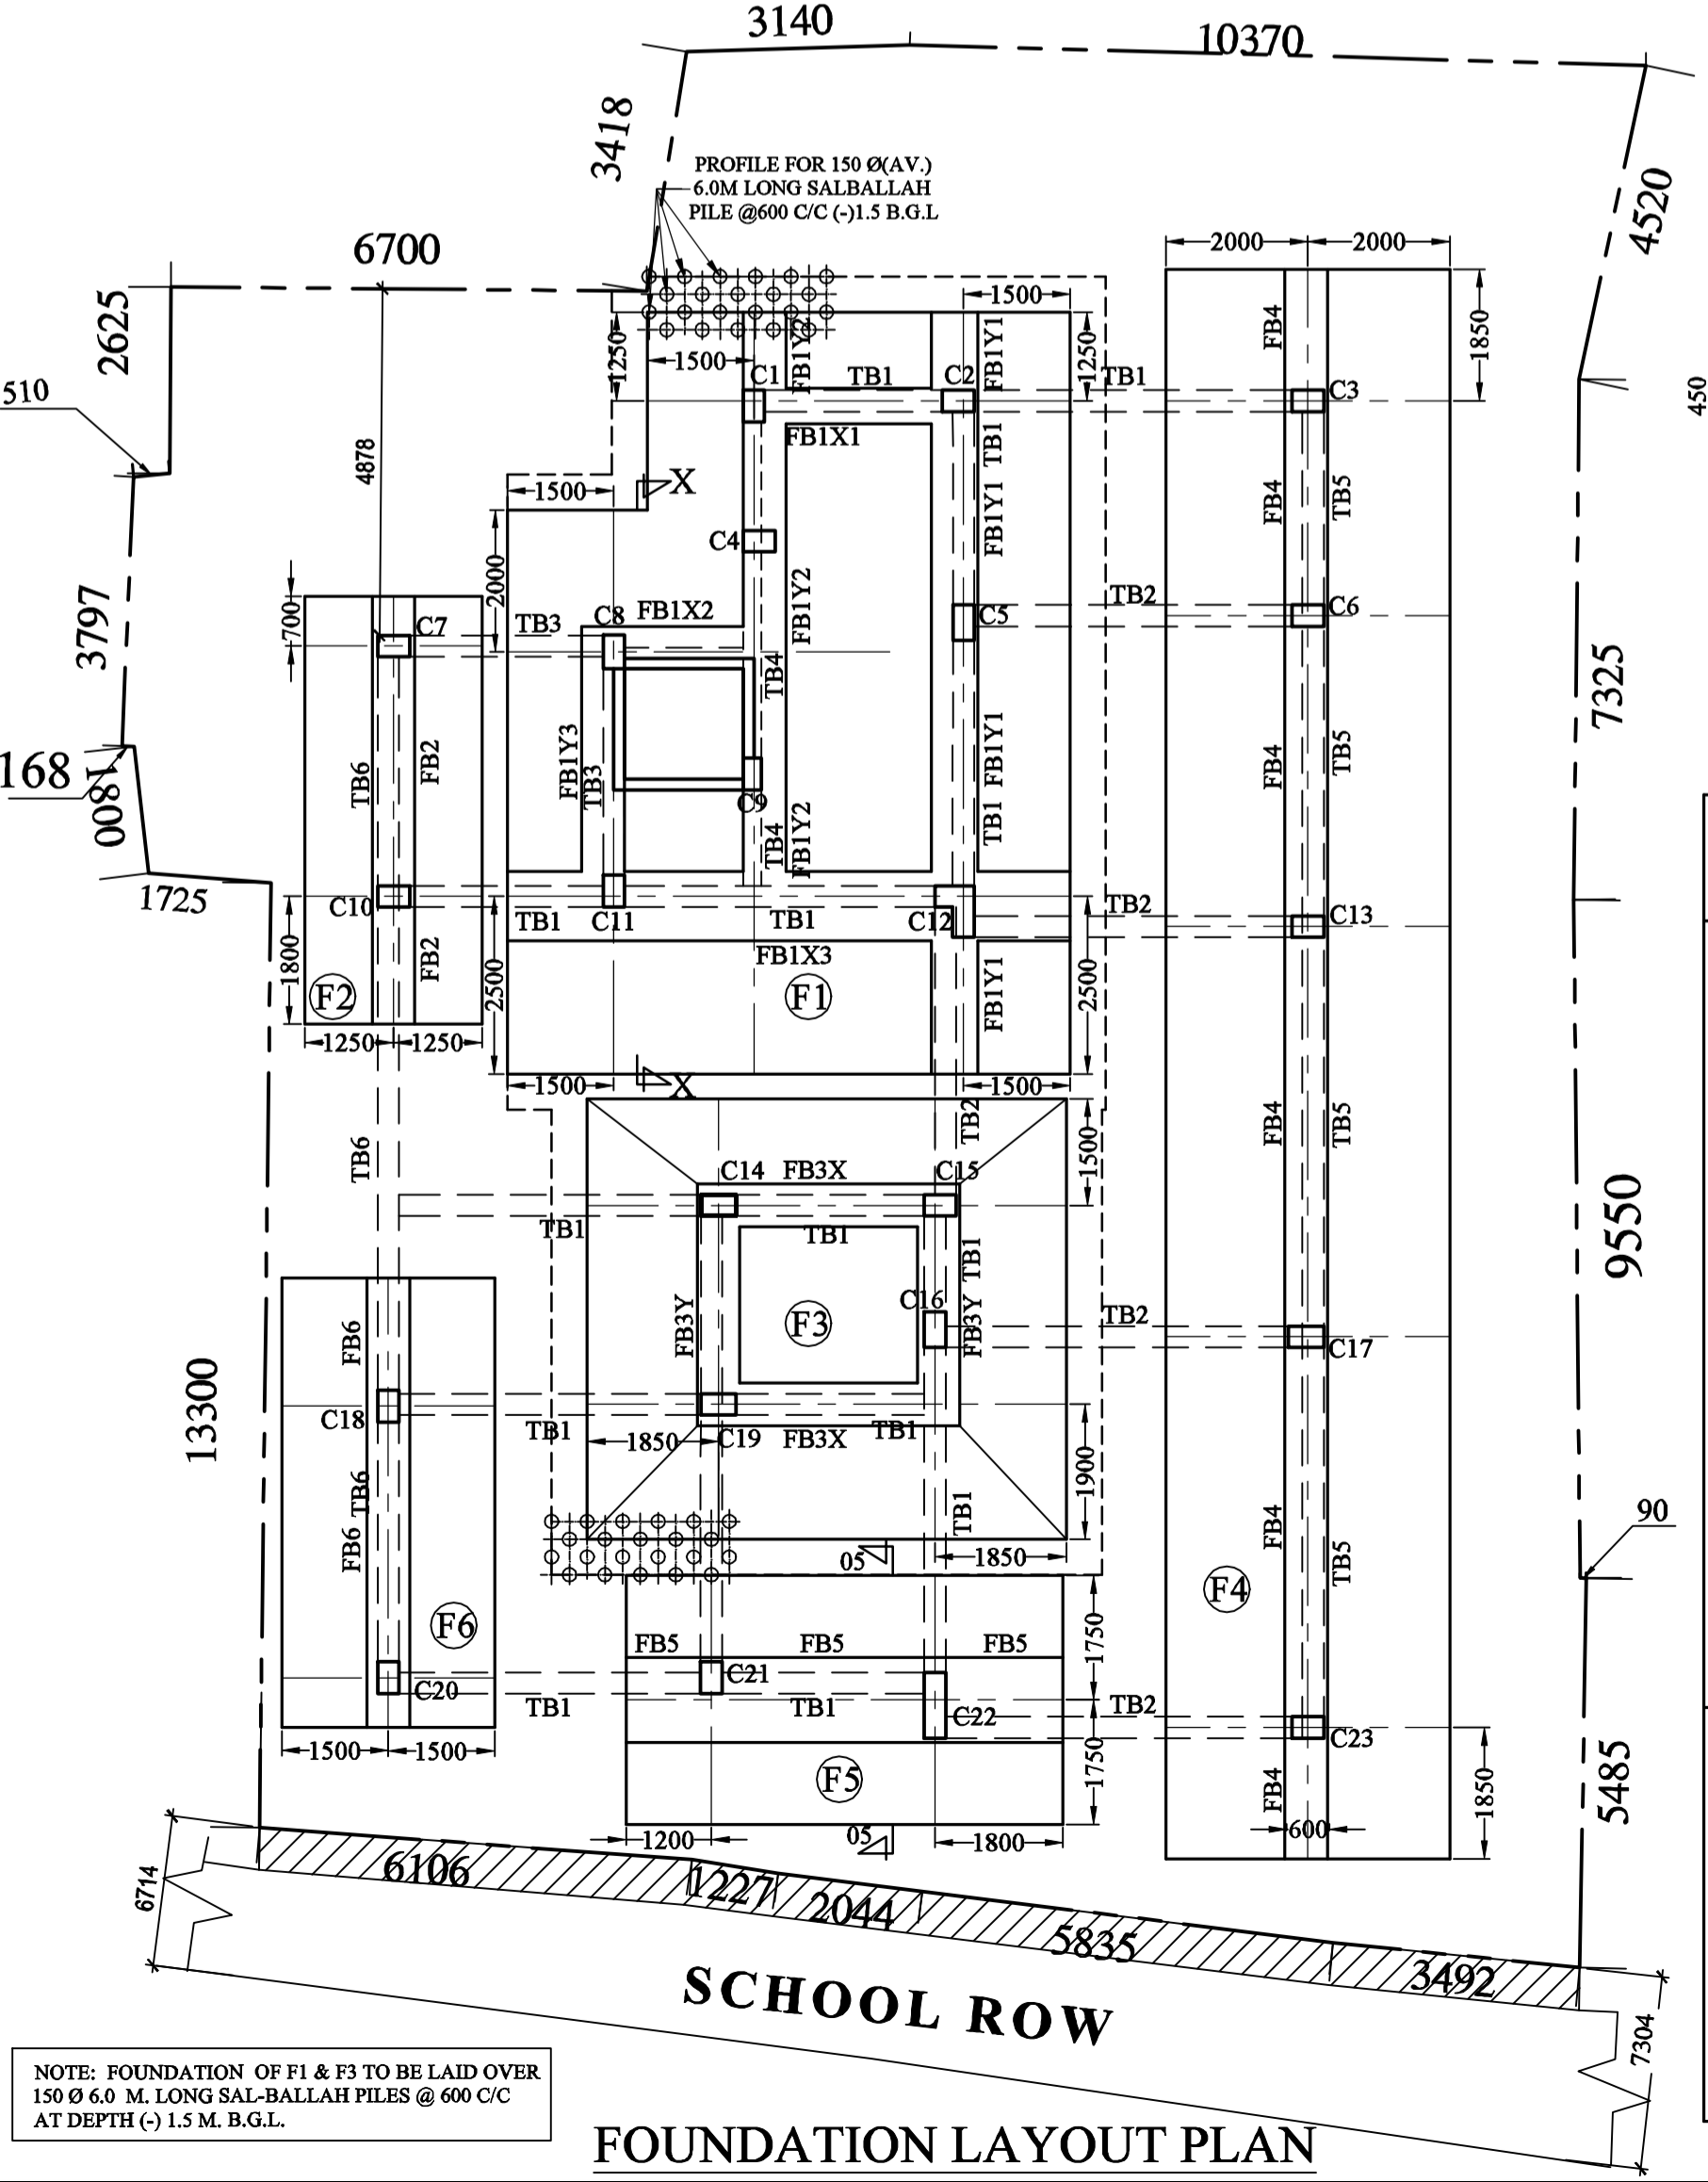 3140
10370
3418
PROFILE FOR 150 Ø(AV.)
6.0M LONG SALBALLAH
PILE @600 C/C (-)1.5 B.G.L
4520
6700
2000
2000
2625
1500
1850
1250
1500
FB1Y2
FB1Y1
1250
FB4
C1
TB1
C2
TB1
C3
510
450
4878
FB1X1
TB1
1500
X
FB1Y1
FB4
TB5
C4
2000
3797
700
C7
TB3
C8
FB1X2
FB1Y2
C5
TB2
C6
TB4
7325
168
1800
TB6
FB2
FB1Y3
TB3
C9
TB4
FB1Y2
FB1Y1
TB1
FB4
TB5
1725
C10
TB1
C11
TB1
C12
TB2
C13
1800
FB2
2500
FB1X3
F2
F1
FB1Y1
2500
1250
1250
1500
X
1500
TB6
TB2
1500
FB4
TB5
C14
FB3X
C15
TB1
TB1
TB1
9550
FB6
FB3Y
F3
C16
FB3Y
TB2
C17
13300
C18
TB1
1850
C19
FB3X
TB1
1900
TB6
FB6
TB1
FB4
TB5
90
05
1850
F4
F6
FB5
FB5
FB5
1750
C20
C21
TB1
TB1
C22
TB2
C23
1500
1500
F5
1750
FB4
1850
5485
1200
05
1800
600
6714
6106
1227
2044
5835
3492
SCHOOL ROW
7304
NOTE: FOUNDATION OF F1 & F3 TO BE LAID OVER
150 Ø 6.0 M. LONG SAL-BALLAH PILES @ 600 C/C
AT DEPTH (-) 1.5 M. B.G.L.
FOUNDATION LAYOUT PLAN